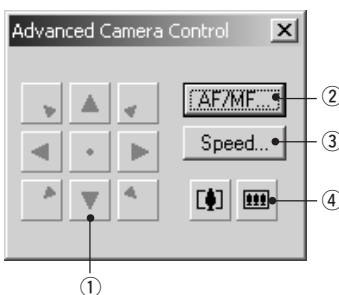 Advanced Camera Control
AF/MF...
②
Speed...
③
④
①